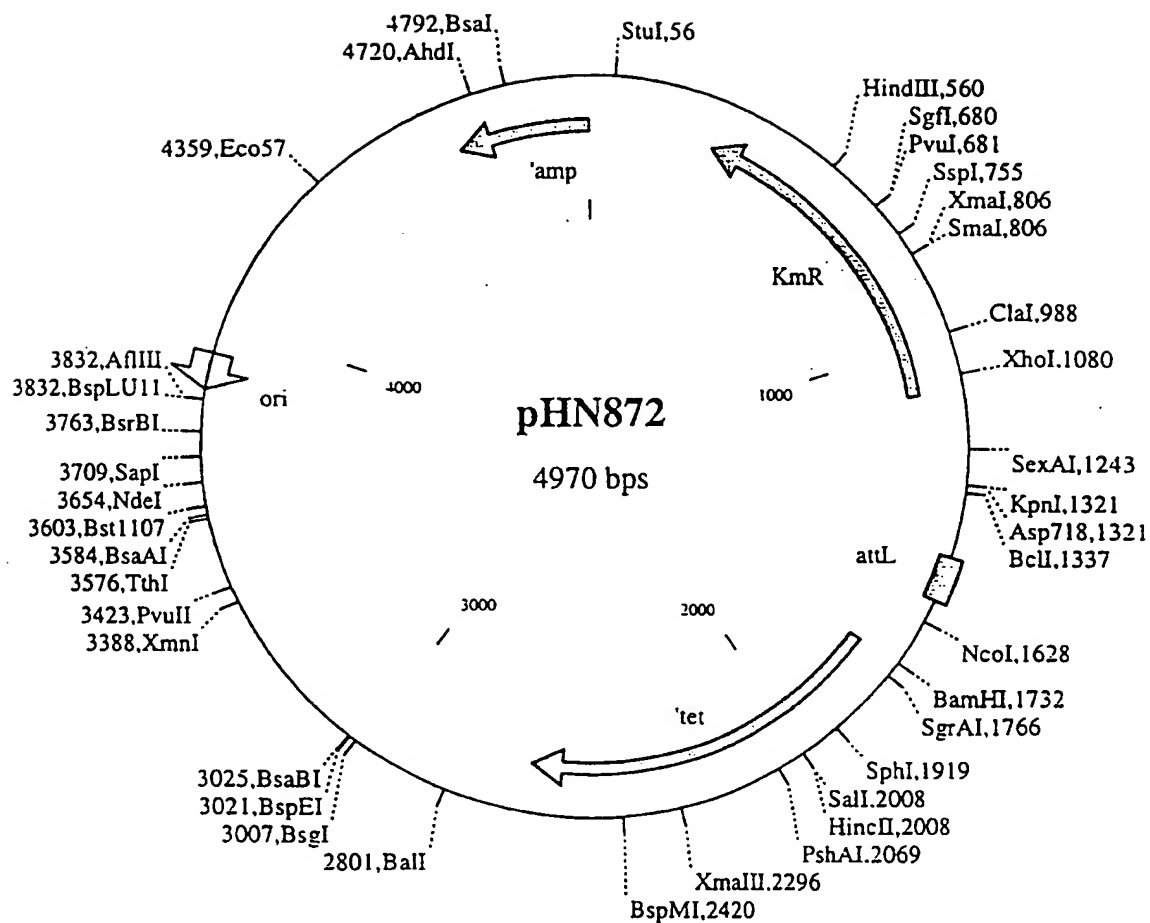 4792,BsaI
4720,AhdI
StuI,56
HindIII,560
SgfI,680
PvuI,681
SspI,755
XmaI,806
SmaI,806
4359,Eco57
'amp
KmR
ClaI,988
XhoI,1080
3832,AflIII
3832,BspLU11
3763,BsrBI
3709,SapI
3654,NdeI
3603,Bst1107
3584,BsaAI
3576,TthI
3423,PvuII
3388,XmnI
ori
4000
1000
pHN872
4970 bps
SexAI,1243
KpnI,1321
Asp718,1321
BclI,1337
attL
3000
2000
NcoI,1628
BamHI,1732
SgrAI,1766
'tet
SphI,1919
SalI,2008
HincII,2008
PshAI,2069
3025,BsaBI
3021,BspEI
3007,BsgI
2801,BalI
XmaIII,2296
BspMI,2420